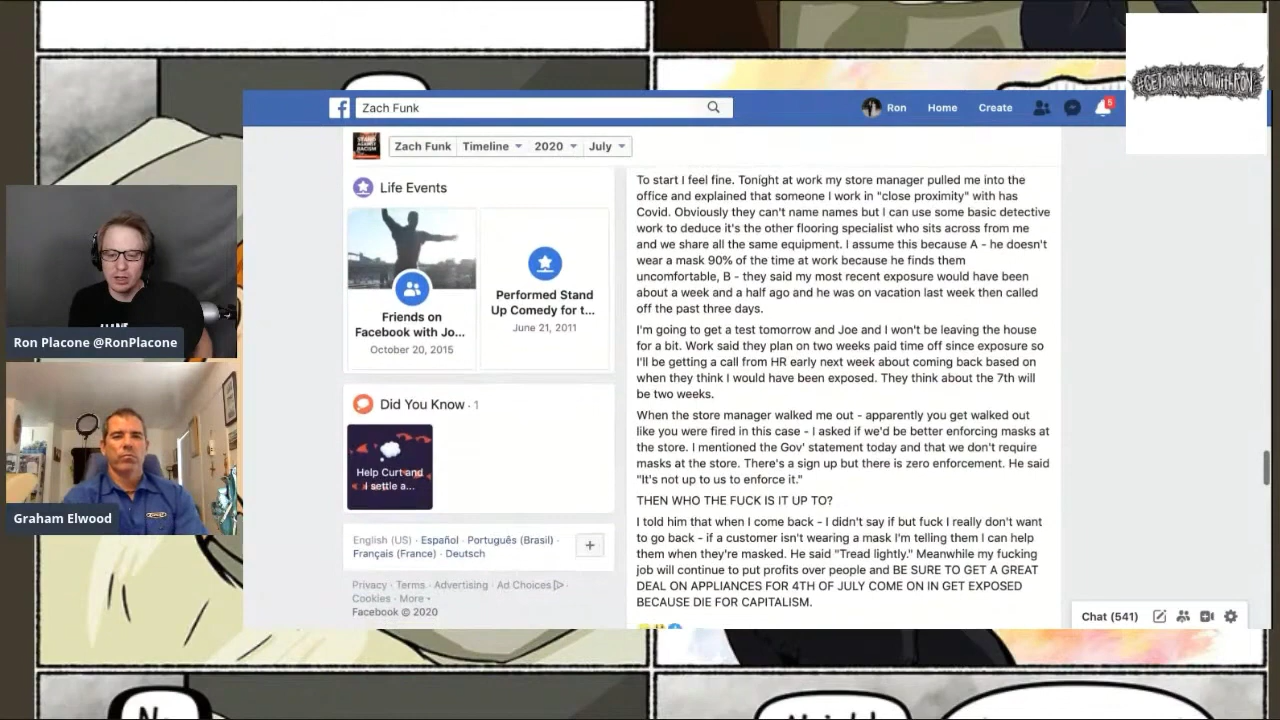 #GETYOURNEWSONWITHRON
Zach Funk
Ron
Home
Create
5
Zach Funk
Timeline
2020
July
Life Events
Friends on
Facebook with Jo...
October 20, 2015
Performed Stand
Up Comedy for t...
June 21, 2011
Did You Know · 1
Help Curt and
I settle a...
English (US) · Español · Português (Brasil) ·
Français (France) · Deutsch
Privacy · Terms · Advertising · Ad Choices ·
Cookies · More
Facebook © 2020
To start I feel fine. Tonight at work my store manager pulled me into the
office and explained that someone I work in "close proximity" with has
Covid. Obviously they can't name names but I can use some basic detective
work to deduce it's the other flooring specialist who sits across from me
and we share all the same equipment. I assume this because A - he doesn't
wear a mask 90% of the time at work because he finds them
uncomfortable, B - they said my most recent exposure would have been
about a week and a half ago and he was on vacation last week then called
off the past three days.
I'm going to get a test tomorrow and Joe and I won't be leaving the house
for a bit. Work said they plan on two weeks paid time off since exposure so
I'll be getting a call from HR early next week about coming back based on
when they think I would have been exposed. They think about the 7th will
be two weeks.
When the store manager walked me out - apparently you get walked out
like you were fired in this case - I asked if we'd be better enforcing masks at
the store. I mentioned the Gov' statement today and that we don't require
masks at the store. There's a sign up but there is zero enforcement. He said
"It's not up to us to enforce it."
THEN WHO THE FUCK IS IT UP TO?
I told him that when I come back - I didn't say if but fuck I really don't want
to go back - if a customer isn't wearing a mask I'm telling them I can help
them when they're masked. He said "Tread lightly." Meanwhile my fucking
job will continue to put profits over people and BE SURE TO GET A GREAT
DEAL ON APPLIANCES FOR 4TH OF JULY COME ON IN GET EXPOSED
BECAUSE DIE FOR CAPITALISM.
Chat (541)
Ron Placone @RonPlacone
Graham Elwood